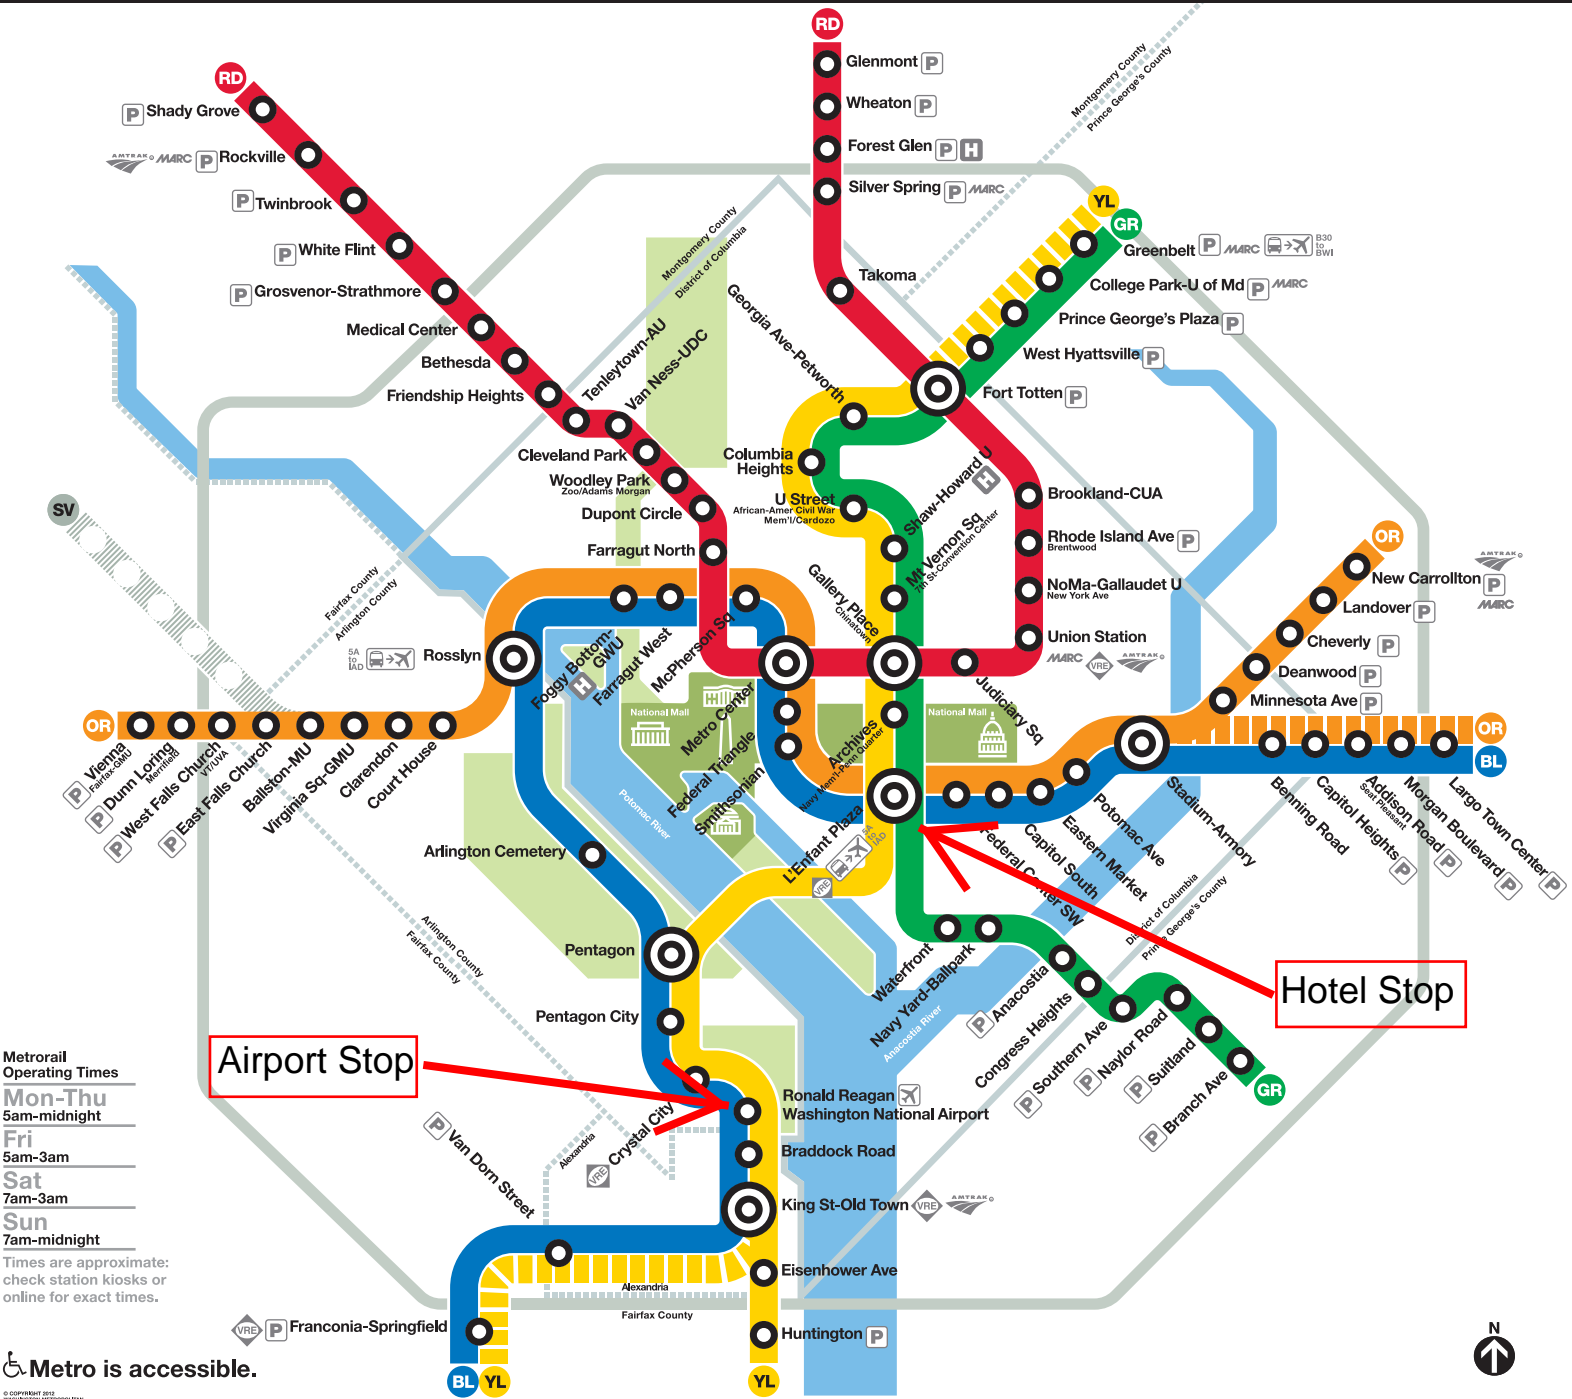 RD
Glenmont P
Wheaton P
Forest Glen P H
Silver Spring P MARC
Takoma
RD
P Shady Grove
AMTRAK MARC P Rockville
P Twinbrook
P White Flint
P Grosvenor-Strathmore
Medical Center
Bethesda
Friendship Heights
Tenleytown-AU
Van Ness-UDC
Cleveland Park
Woodley Park
Zoo/Adams Morgan
Dupont Circle
Farragut North
Montgomery County
Prince George's County
Montgomery County
District of Columbia
YL
GR
Greenbelt P MARC B30 to BWI
College Park-U of Md P MARC
Prince George's Plaza P
West Hyattsville P
Fort Totten P
Georgia Ave-Petworth
Columbia
Heights
U Street
African-Amer Civil War
Mem'l/Cardozo
Shaw-Howard U
H
Mt Vernon Sq
7th St-Convention Center
Gallery Place
Chinatown
Brookland-CUA
Rhode Island Ave P
Brentwood
NoMa-Gallaudet U
New York Ave
Union Station
MARC VRE AMTRAK
Judiciary Sq
OR
New Carrollton P
AMTRAK
MARC
Landover P
Cheverly P
Deanwood P
Minnesota Ave P
OR
BL
SV
Fairfax County
Arlington County
5A
to
IAD
Rosslyn
Foggy Bottom-
GWU
H
Farragut West
McPherson Sq
Metro Center
Federal Triangle
Smithsonian
National Mall
National Mall
Archives
Navy Mem'l-Penn Quarter
L'Enfant Plaza
VRE
5A
to
IAD
OR
P Vienna
Fairfax-GMU
P Dunn Loring
Merrifield
P West Falls Church
VT/UVA
P East Falls Church
Ballston-MU
Virginia Sq-GMU
Clarendon
Court House
Potomac River
Arlington Cemetery
Arlington County
Fairfax County
Pentagon
Pentagon City
Federal Center SW
Capitol South
Eastern Market
Potomac Ave
Stadium-Armory
Benning Road
Capitol Heights P
Addison Road P
Seat Pleasant
Morgan Boulevard P
Largo Town Center P
District of Columbia
Prince George's County
Waterfront
Navy Yard-Ballpark
Anacostia River
P Anacostia
Congress Heights
P Southern Ave
P Naylor Road
P Suitland
P Branch Ave
GR
Hotel Stop
Airport Stop
VRE Crystal City
Ronald Reagan
Washington National Airport
Braddock Road
King St-Old Town VRE AMTRAK
Eisenhower Ave
Huntington P
YL
Alexandria
P Van Dorn Street
Alexandria
Fairfax County
VRE P Franconia-Springfield
BL YL
Metrorail
Operating Times
Mon-Thu
5am-midnight
Fri
5am-3am
Sat
7am-3am
Sun
7am-midnight
Times are approximate:
check station kiosks or
online for exact times.
Metro is accessible.
© COPYRIGHT 2012
N